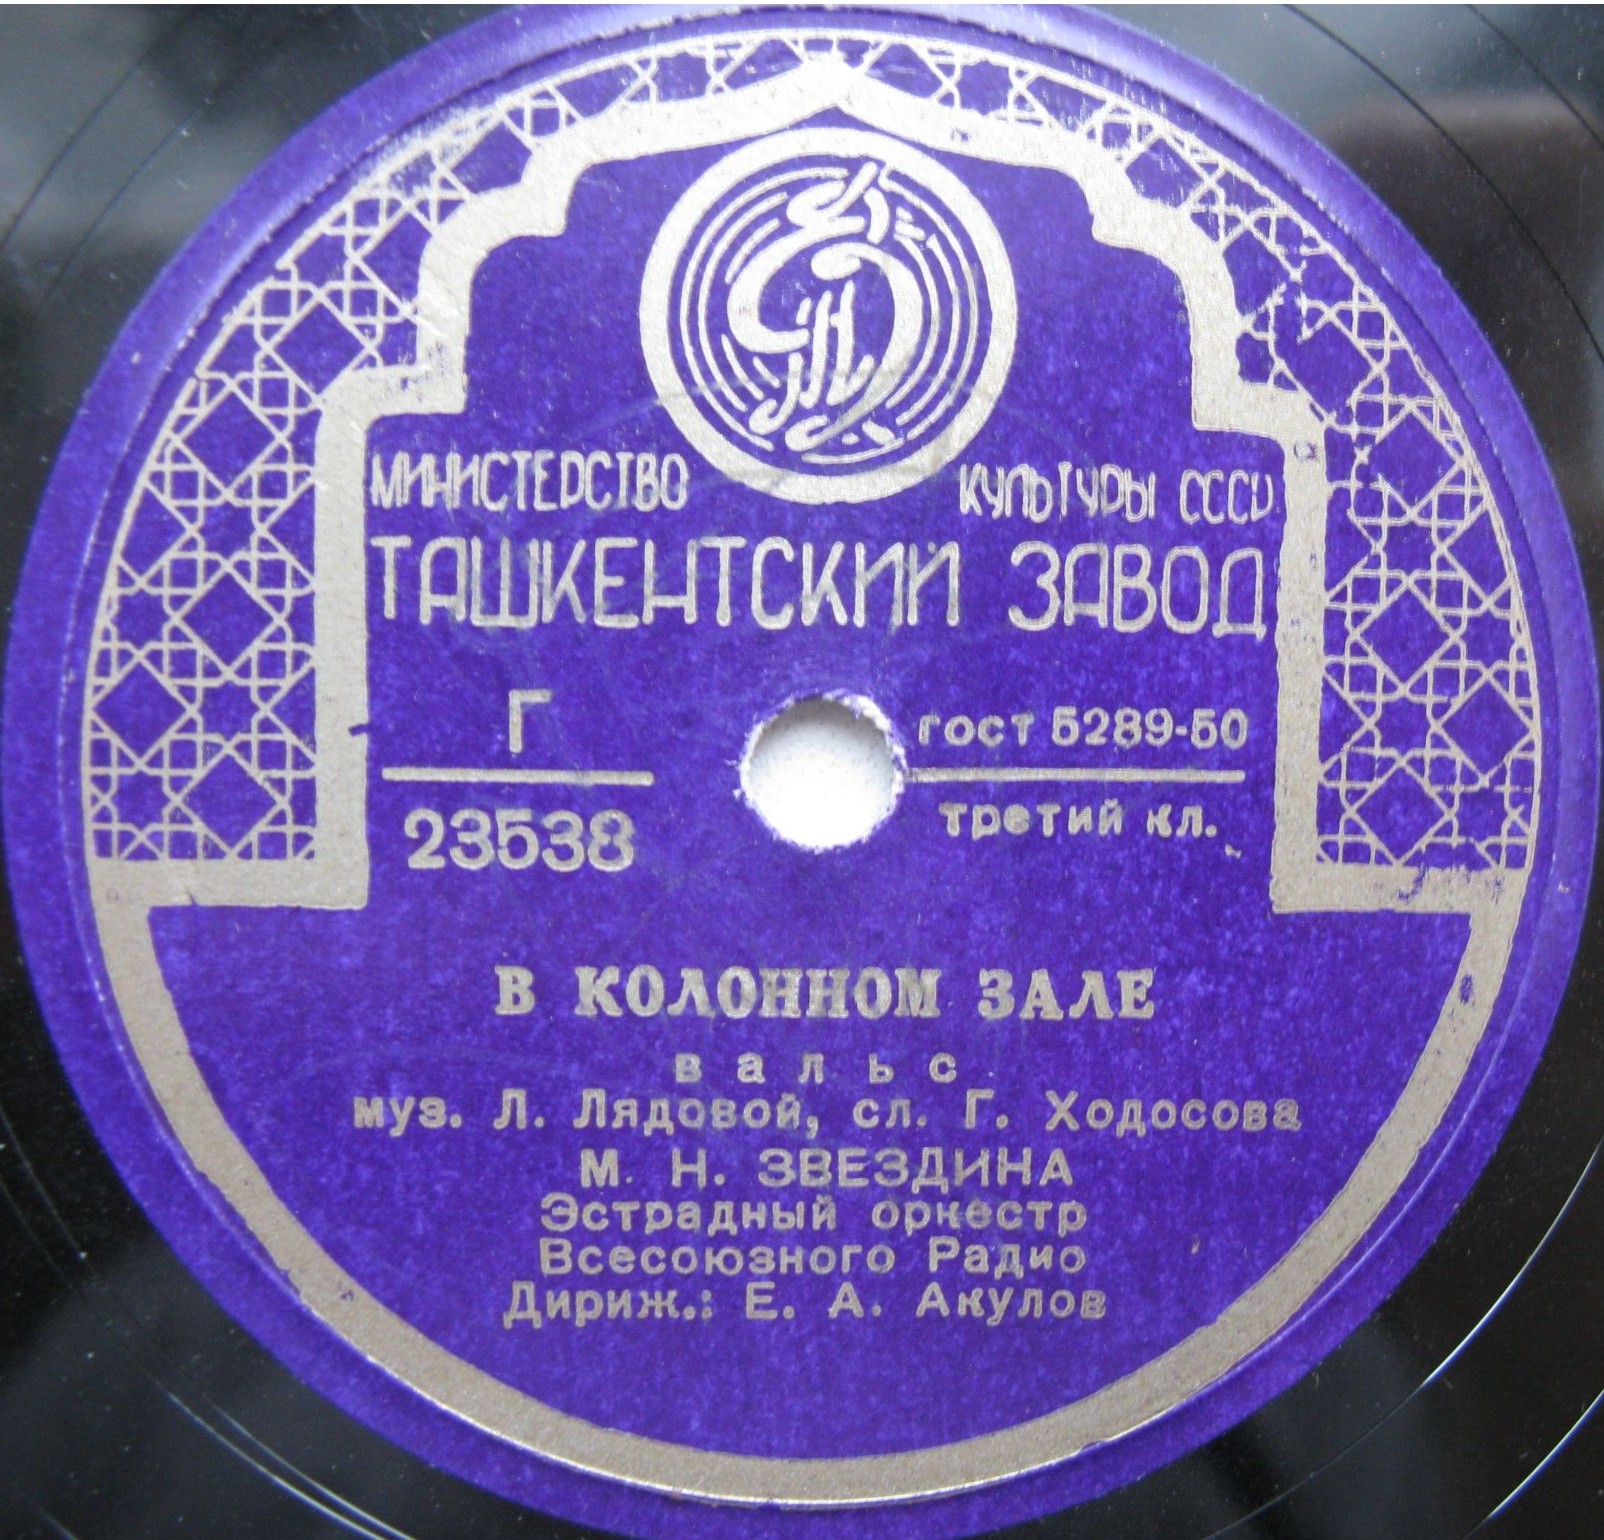 МИНИСТЕРСТВО КУЛЬТУРЫ СССР
ТАШКЕНТСКИЙ ЗАВОД
Г ГОСТ 5289-50
23538 третий кл.
В КОЛОННОМ ЗАЛЕ
вальс
муз. Л. Лядовой, сл. Г. Ходосова
М. Н. ЗВЕЗДИНА
Эстрадный оркестр
Всесоюзного Радио
Дириж.: Е. А. Акулов